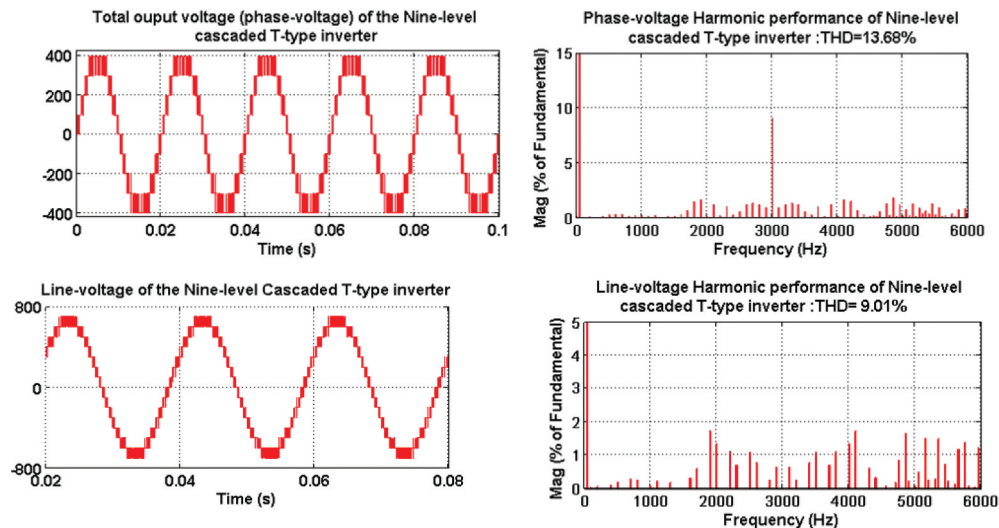 Total ouput voltage (phase-voltage) of the Nine-level
cascaded T-type inverter
400
200
0
-200
-400
0 0.02 0.04 0.06 0.08 0.1
Time (s)
Phase-voltage Harmonic performance of Nine-level
cascaded T-type inverter :THD=13.68%
Mag (% of Fundamental)
15
10
5
0
0 1000 2000 3000 4000 5000 6000
Frequency (Hz)
Line-voltage of the Nine-level Cascaded T-type inverter
800
0
-800
0.02 0.04 0.06 0.08
Time (s)
Line-voltage Harmonic performance of Nine-level
cascaded T-type inverter :THD= 9.01%
Mag (% of Fundamental)
5
4
3
2
1
0
0 1000 2000 3000 4000 5000 6000
Frequency (Hz)